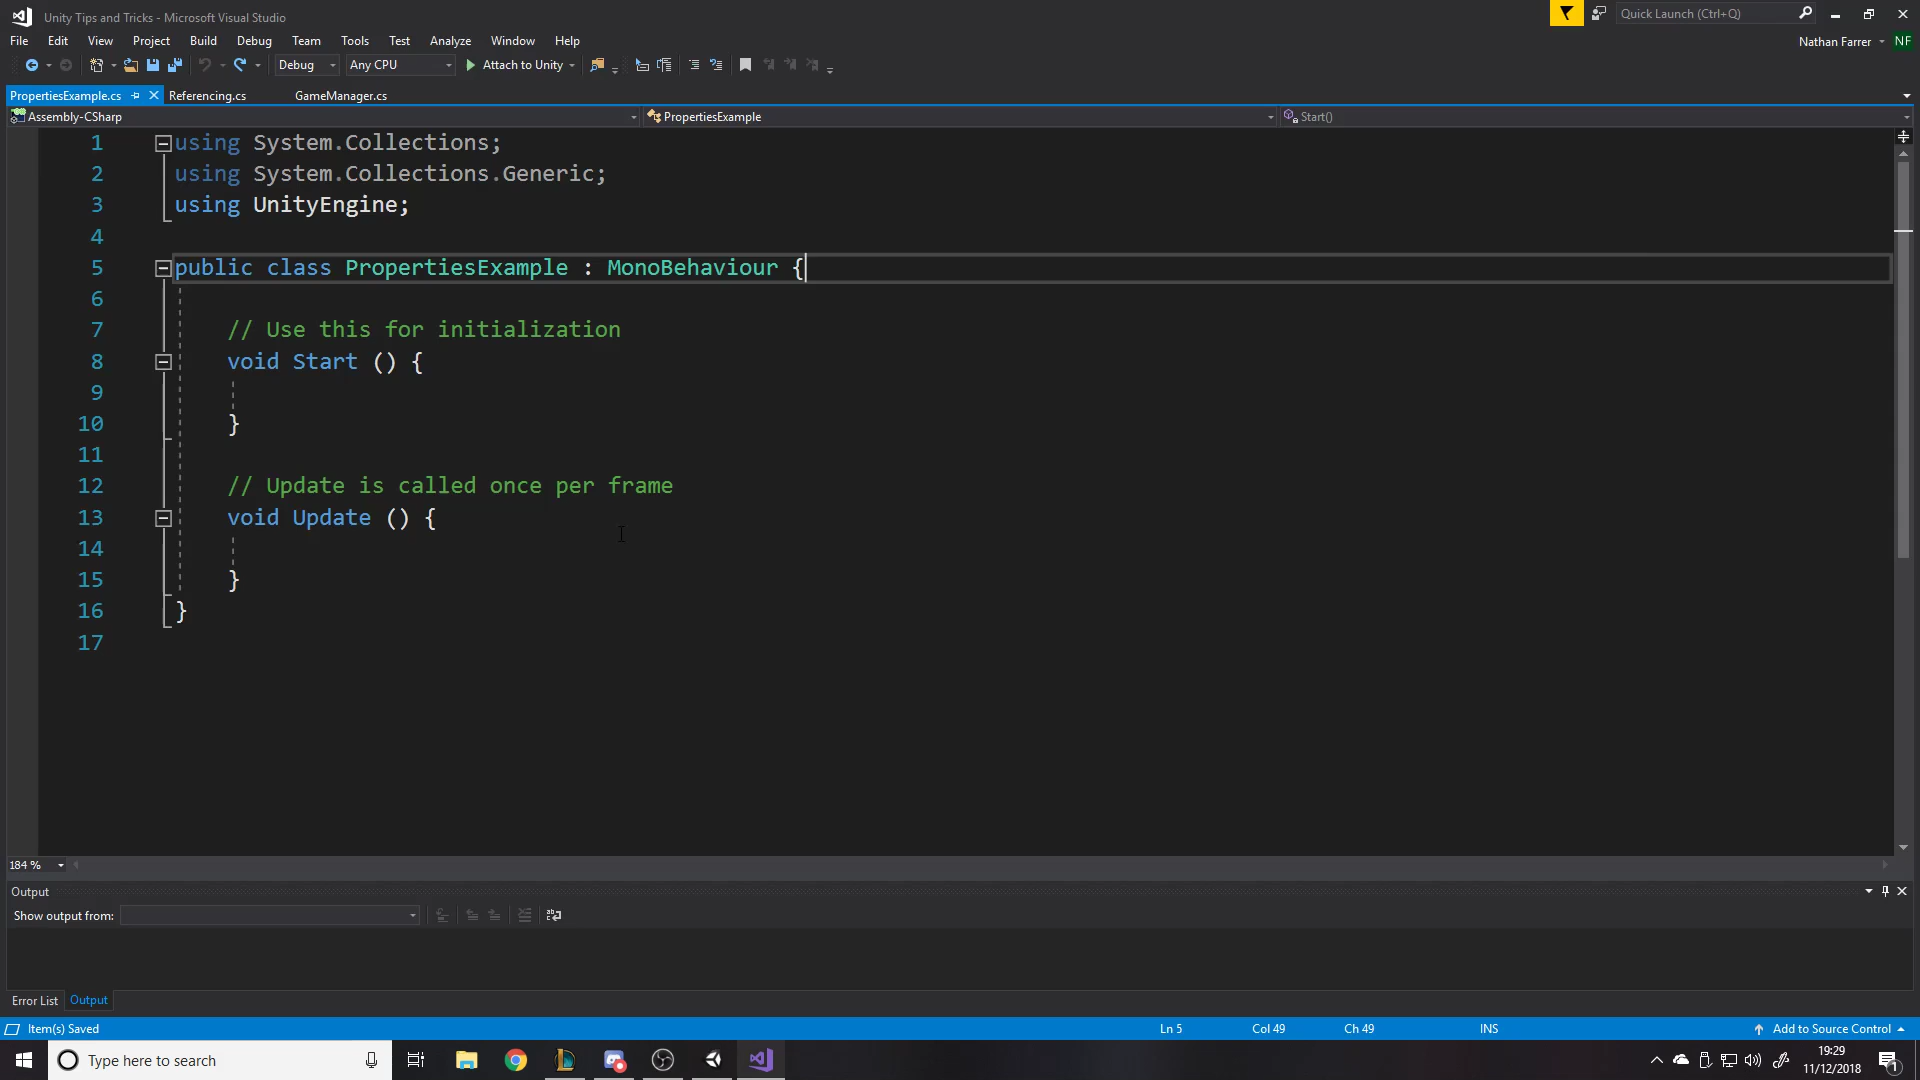 Unity Tips and Tricks - Microsoft Visual Studio
Quick Launch (Ctrl+Q)
File Edit View Project Build Debug Team Tools Test Analyze Window Help
Nathan Farrer NF
Debug Any CPU Attach to Unity
PropertiesExample.cs Referencing.cs GameManager.cs
Assembly-CSharp PropertiesExample Start()
1 using System.Collections;
2 using System.Collections.Generic;
3 using UnityEngine;
4
5 public class PropertiesExample : MonoBehaviour {
6
7 // Use this for initialization
8 void Start () {
9
10 }
11
12 // Update is called once per frame
13 void Update () {
14
15 }
16 }
17
184 %
Output
Show output from:
Error List Output
Item(s) Saved Ln 5 Col 49 Ch 49 INS Add to Source Control
Type here to search
19:29
11/12/2018
1